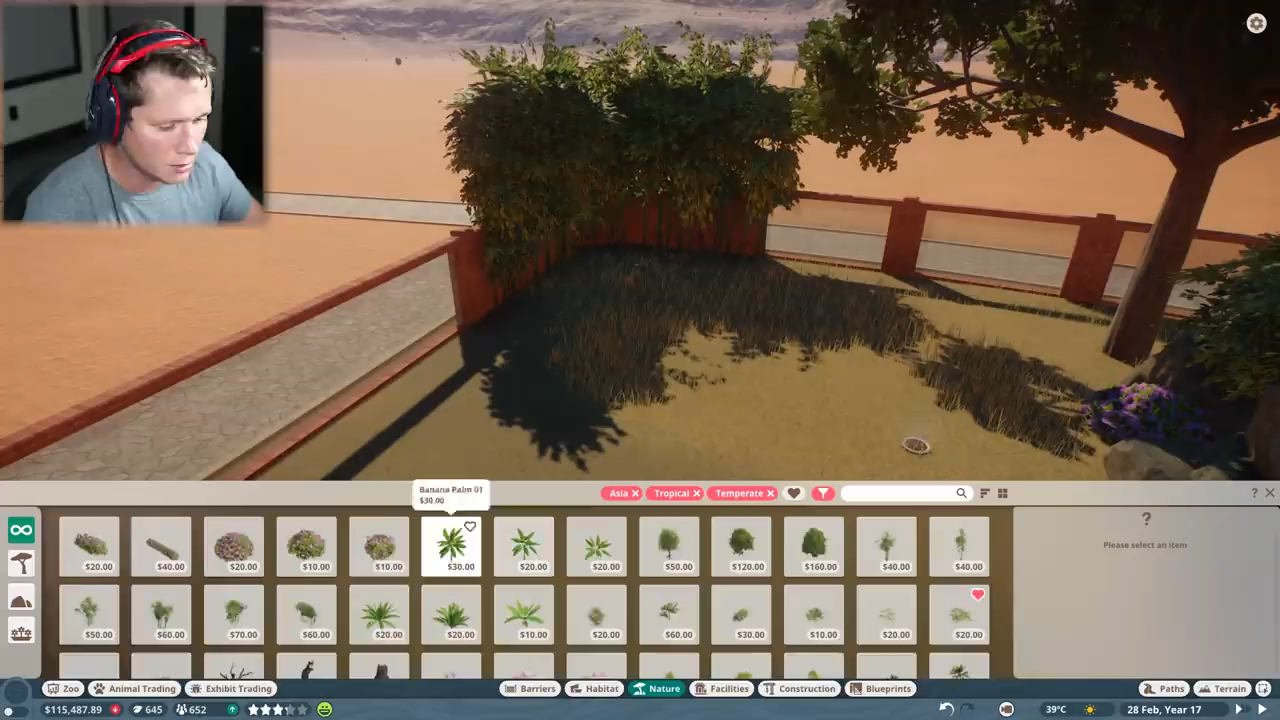 Banana Palm 01
$30.00
Asia
Tropical
Temperate
?
$20.00
$40.00
$20.00
$10.00
$10.00
$30.00
$20.00
$20.00
$50.00
$120.00
$160.00
$40.00
$40.00
?
Please select an item
$50.00
$60.00
$70.00
$60.00
$20.00
$20.00
$10.00
$20.00
$60.00
$30.00
$10.00
$20.00
$20.00
Zoo
Animal Trading
Exhibit Trading
Barriers
Habitat
Nature
Facilities
Construction
Blueprints
Paths
Terrain
$115,487.89
645
652
39°C
28 Feb, Year 17